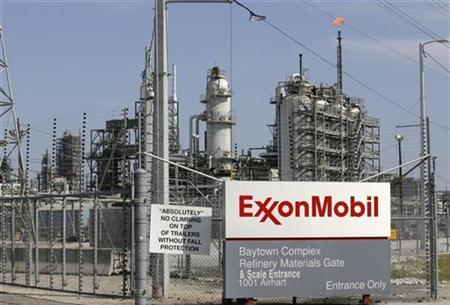 ExxonMobil
Baytown Complex
Refinery Materials Gate
& Scale Entrance
1001 Airhart
Entrance Only
"ABSOLUTELY"
NO CLIMBING
ON TOP
OF TRAILERS
WITHOUT FALL
PROTECTION